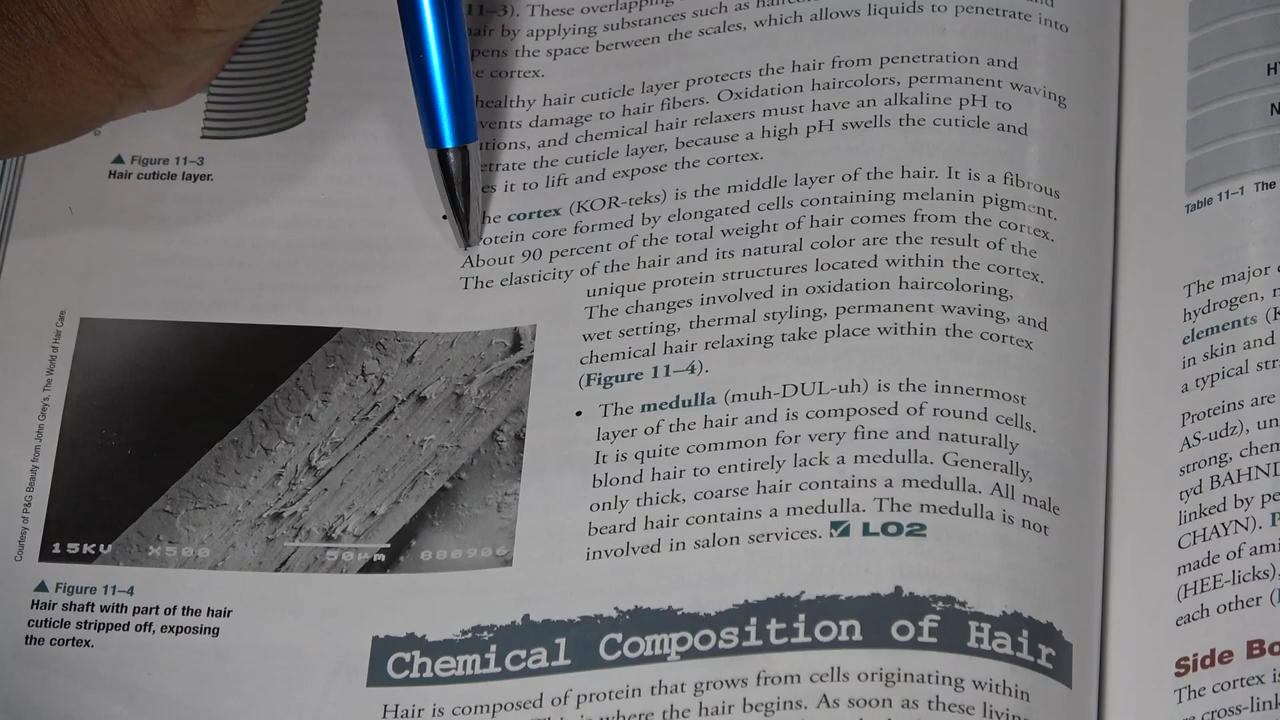 11–3). These overlapping
hair by applying substances such as
opens the space between the scales, which allows liquids to penetrate into
cortex.
healthy hair cuticle layer protects the hair from penetration and
damage to hair fibers. Oxidation haircolors, permanent waving
and chemical hair relaxers must have an alkaline pH to
the cuticle layer, because a high pH swells the cuticle and
it to lift and expose the cortex.
▲ Figure 11–3
Hair cuticle layer.
• cortex (KOR-teks) is the middle layer of the hair. It is a fibrous
protein core formed by elongated cells containing melanin pigment.
About 90 percent of the total weight of hair comes from the cortex.
The elasticity of the hair and its natural color are the result of the
unique protein structures located within the cortex.
The changes involved in oxidation haircoloring,
wet setting, thermal styling, permanent waving, and
chemical hair relaxing take place within the cortex
(Figure 11–4).
• The medulla (muh-DUL-uh) is the innermost
layer of the hair and is composed of round cells.
It is quite common for very fine and naturally
blond hair to entirely lack a medulla. Generally,
only thick, coarse hair contains a medulla. All male
beard hair contains a medulla. The medulla is not
involved in salon services. LO2
Courtesy of P&G Beauty from John Grey's, The World of Hair Care.
15KV X500 50µm 880906
▲ Figure 11–4
Hair shaft with part of the hair
cuticle stripped off, exposing
the cortex.
Chemical Composition of Hair
Hair is composed of protein that grows from cells originating within
where the hair begins. As soon as these living
Table 11–1 The
The major
hydrogen,
elements
in skin and
a typical
Proteins are
AS-udz),
strong,
tyd
linked by
CHAYN).
made of
(HEE-licks),
each other
Side
The cortex
cross-link